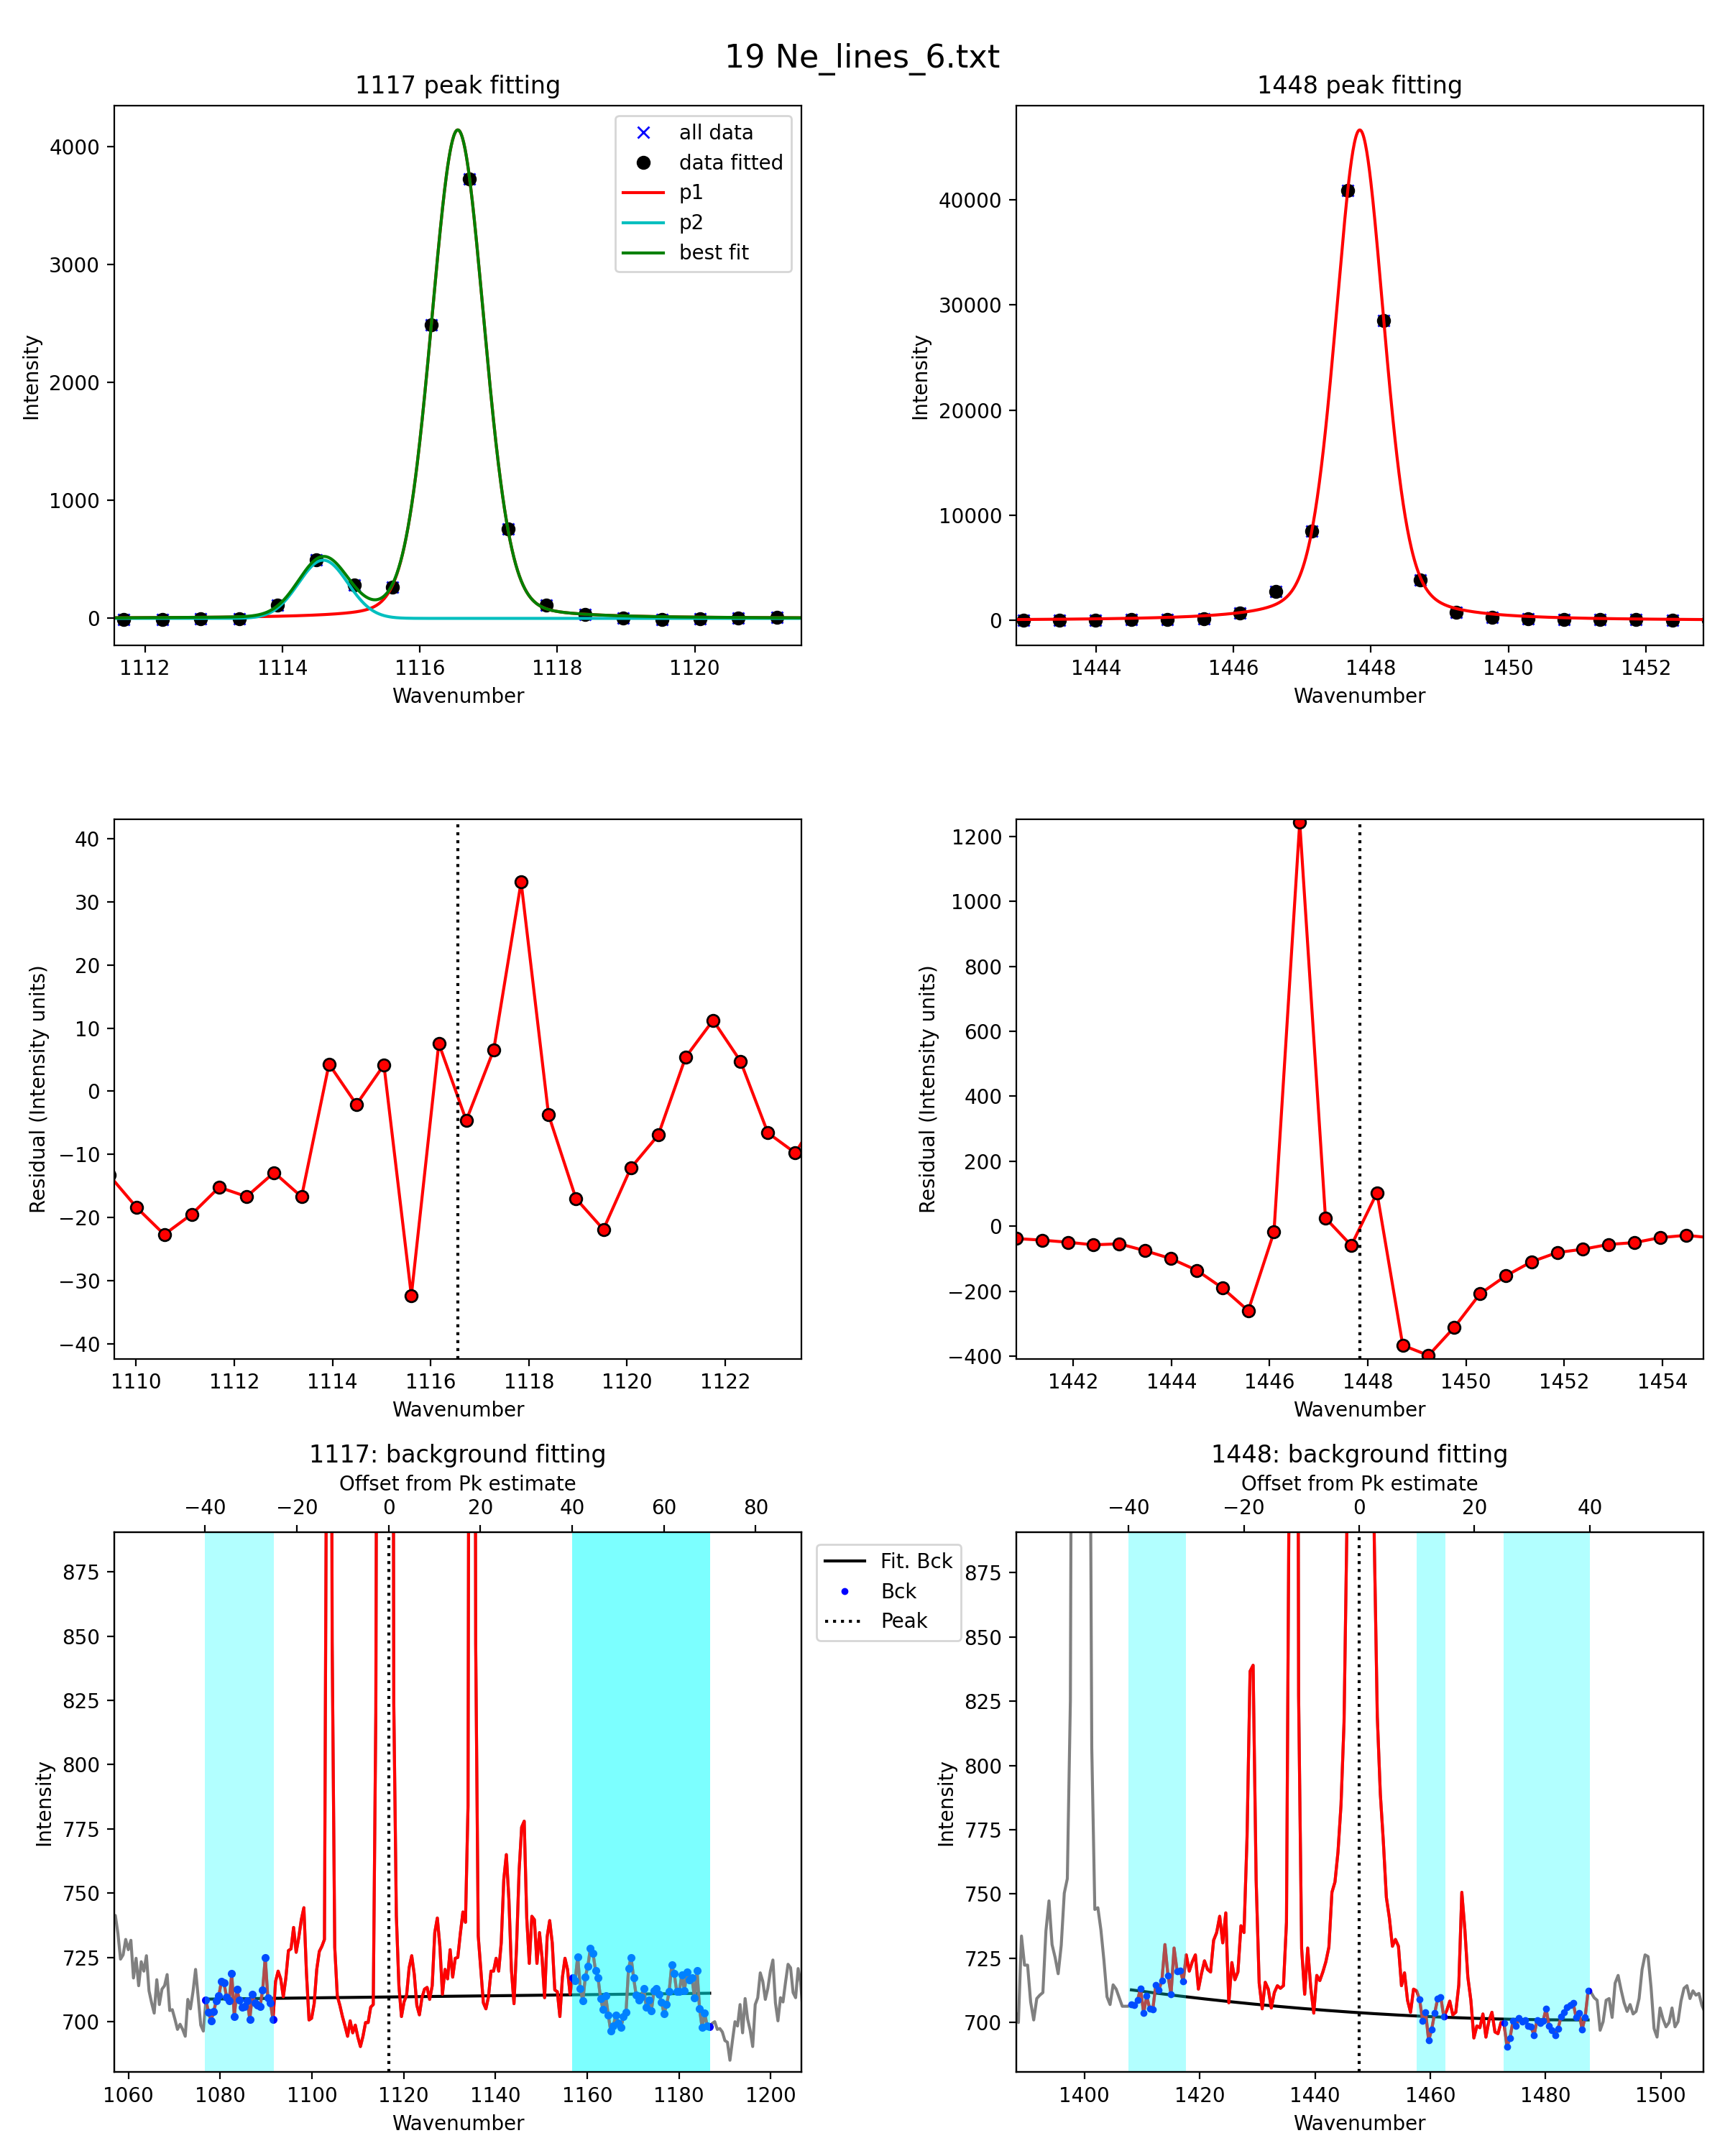 19 Ne_lines_6.txt
1117 peak fitting
4000
3000
2000
1000
0
Intensity
1112 1114 1116 1118 1120
Wavenumber
all data
data fitted
p1
p2
best fit
1448 peak fitting
40000
30000
20000
10000
0
Intensity
1444 1446 1448 1450 1452
Wavenumber
40
30
20
10
0
−10
−20
−30
−40
Residual (Intensity units)
1110 1112 1114 1116 1118 1120 1122
Wavenumber
1200
1000
800
600
400
200
0
−200
−400
Residual (Intensity units)
1442 1444 1446 1448 1450 1452 1454
Wavenumber
1117: background fitting
Offset from Pk estimate
−40 −20 0 20 40 60 80
875
850
825
800
775
750
725
700
Intensity
1060 1080 1100 1120 1140 1160 1180 1200
Wavenumber
Fit. Bck
Bck
Peak
1448: background fitting
Offset from Pk estimate
−40 −20 0 20 40
875
850
825
800
775
750
725
700
Intensity
1400 1420 1440 1460 1480 1500
Wavenumber